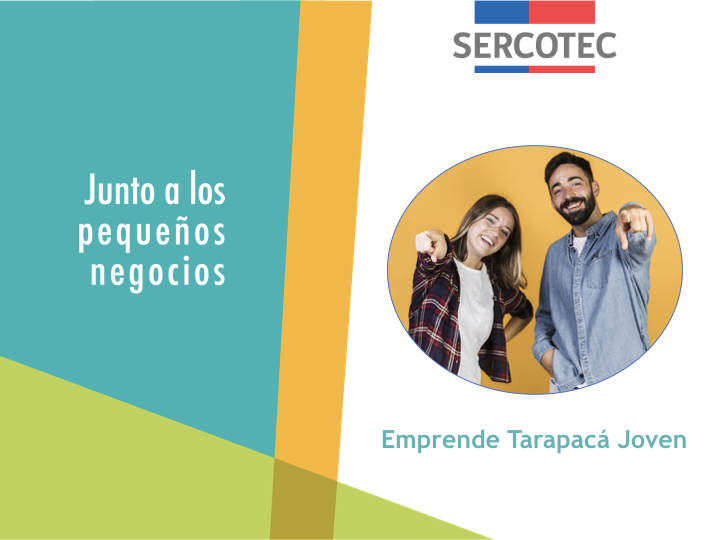 SERCOTEC
Junto a los
pequeños
negocios
Emprende Tarapacá Joven